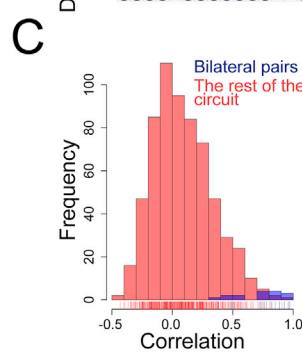 C
Bilateral pairs
The rest of the
circuit
Frequency
100
80
60
40
20
0
-0.5 0.0 0.5 1.0
Correlation